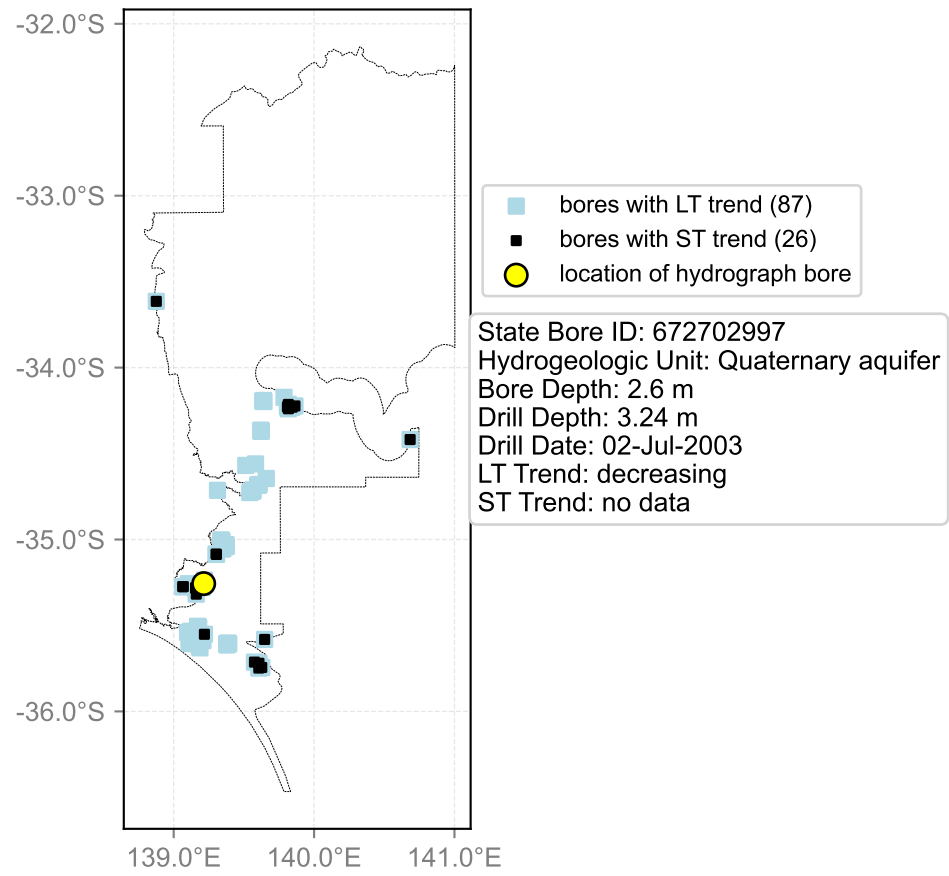 -32.0°S
-33.0°S
-34.0°S
-35.0°S
-36.0°S
139.0°E
140.0°E
141.0°E
bores with LT trend (87)
bores with ST trend (26)
location of hydrograph bore
State Bore ID: 672702997
Hydrogeologic Unit: Quaternary aquifer
Bore Depth: 2.6 m
Drill Depth: 3.24 m
Drill Date: 02-Jul-2003
LT Trend: decreasing
ST Trend: no data